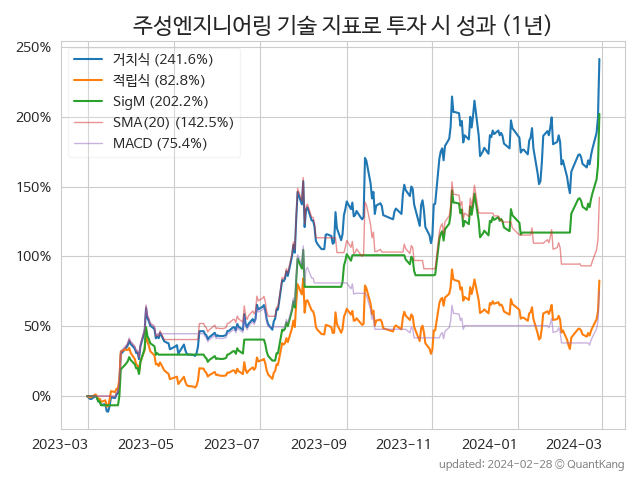 주성엔지니어링 기술 지표로 투자 시 성과 (1년)
250%
200%
150%
100%
50%
0%
거치식 (241.6%)
적립식 (82.8%)
SigM (202.2%)
SMA(20) (142.5%)
MACD (75.4%)
2023-03
2023-05
2023-07
2023-09
2023-11
2024-01
2024-03
updated: 2024-02-28 © QuantKang